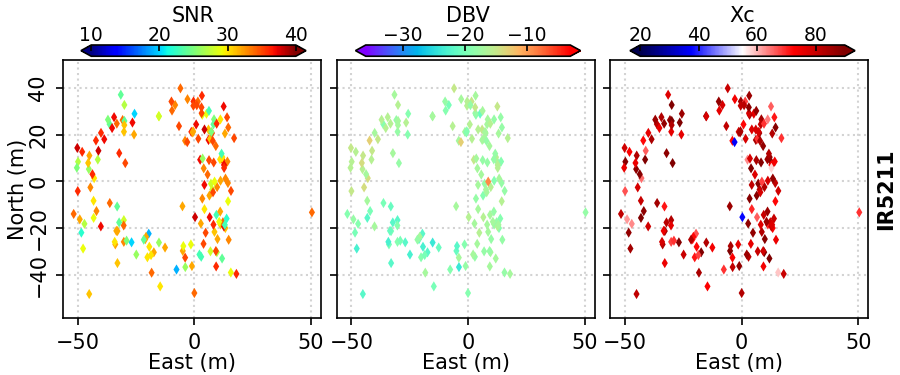 SNR DBV Xc
10 20 30 40 −30 −20 −10 20 40 60 80
40
20
0
−20
−40
North (m)
−50 0 50 −50 0 50 −50 0 50
East (m) East (m) East (m)
IR5211